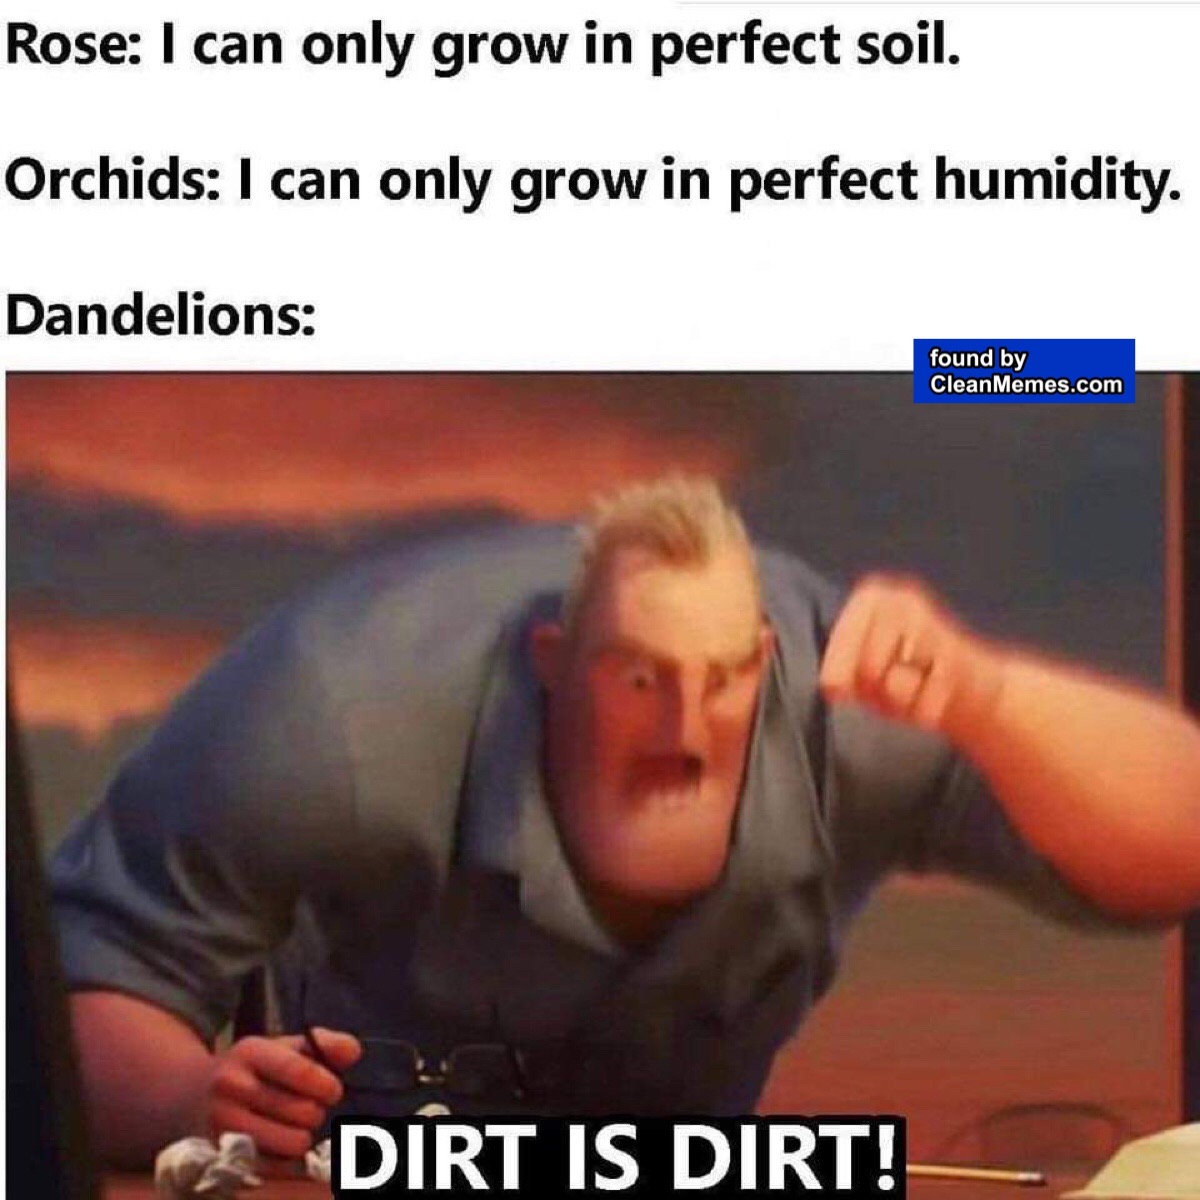 Rose: I can only grow in perfect soil.
Orchids: I can only grow in perfect humidity.
Dandelions:
found by
CleanMemes.com
DIRT IS DIRT!